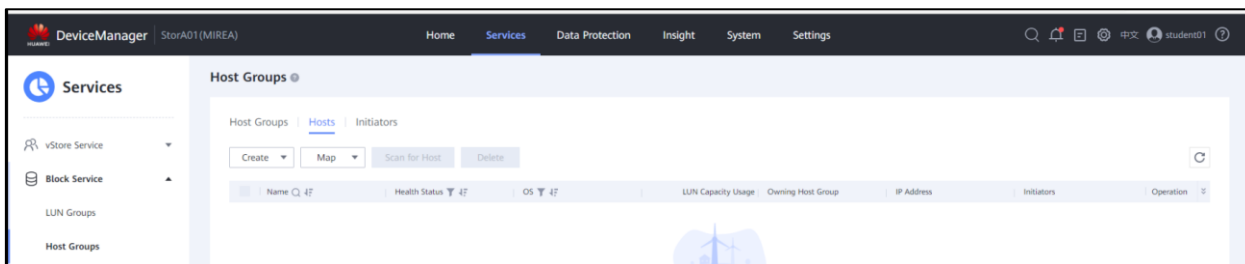 HUAWEI DeviceManager StorA01(MIREA) Home Services Data Protection Insight System Settings 中文 student01
Services
Host Groups
Host Groups Hosts Initiators
vStore Service
Create Map Scan for Host Delete
Block Service
Name Health Status OS LUN Capacity Usage Owning Host Group IP Address Initiators Operation
LUN Groups
Host Groups